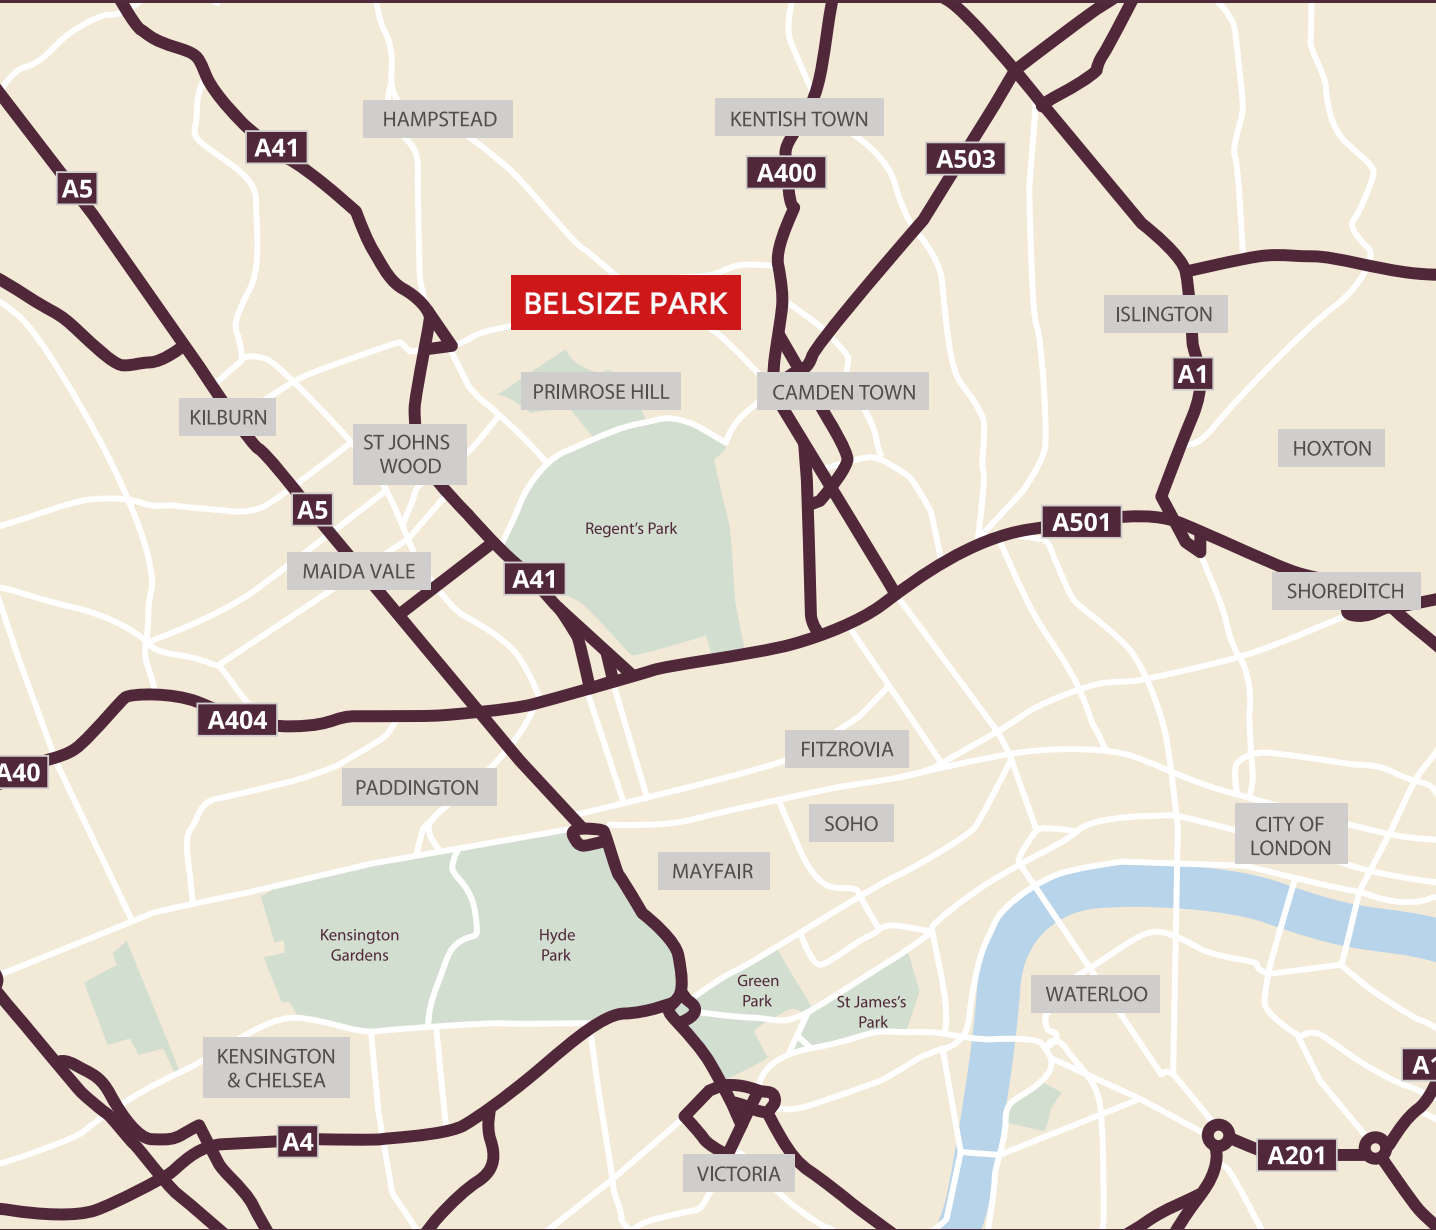 HAMPSTEAD
KENTISH TOWN
A41
A503
A400
A5
BELSIZE PARK
ISLINGTON
A1
PRIMROSE HILL
CAMDEN TOWN
KILBURN
ST JOHNS
WOOD
HOXTON
A5
A501
Regent's Park
MAIDA VALE
A41
SHOREDITCH
A404
FITZROVIA
A40
PADDINGTON
SOHO
CITY OF
LONDON
MAYFAIR
Kensington
Gardens
Hyde
Park
Green
Park
St James's
Park
WATERLOO
KENSINGTON
& CHELSEA
A1
A4
A201
VICTORIA